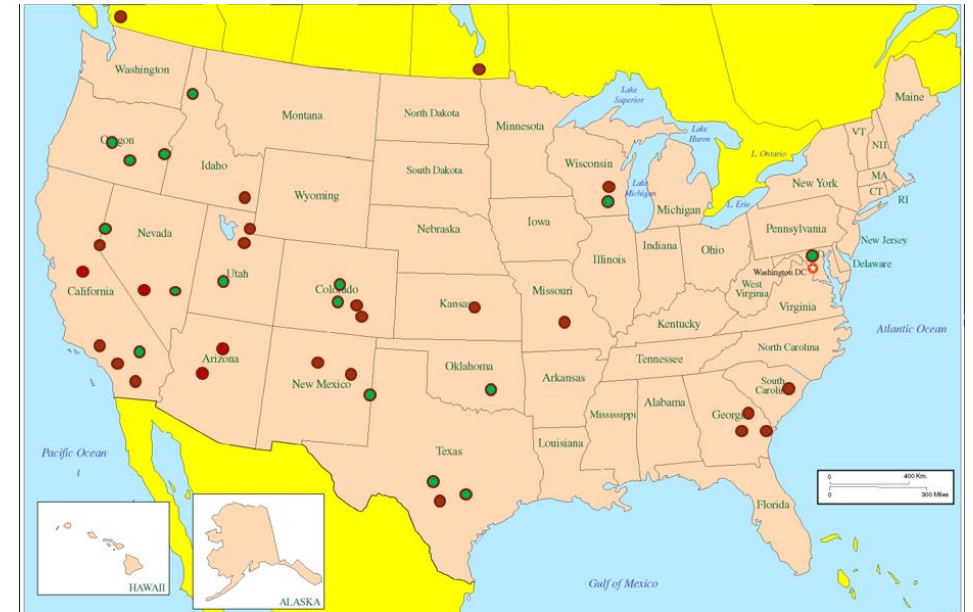 Washington
Montana
North Dakota
Minnesota
Lake
Superior
Maine
Lake
Huron
VT
NH
Oregon
Idaho
South Dakota
Wisconsin
Lake
Michigan
L. Ontario
New York
MA
CT
RI
Wyoming
Michigan
L. Erie
Nebraska
Iowa
Pennsylvania
New Jersey
Nevada
Utah
Illinois
Indiana
Ohio
Delaware
Washington DC
West
Virginia
California
Colorado
Kansas
Missouri
Virginia
Kentucky
Atlantic Ocean
North Carolina
Arizona
New Mexico
Oklahoma
Arkansas
Tennessee
South
Carolina
Mississippi
Alabama
Georgia
Pacific Ocean
Texas
Louisiana
Florida
0 400 Km.
0 300 Miles
HAWAII
ALASKA
Gulf of Mexico